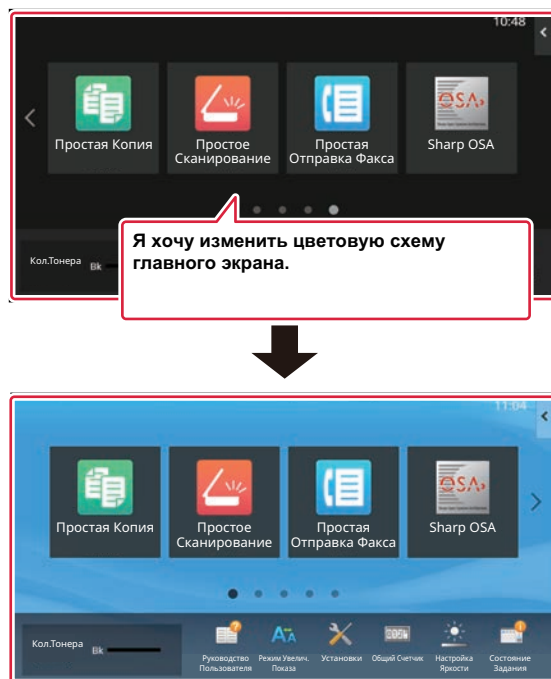 10:48
Простая Копия
Простое
Сканирование
Простая
Отправка Факса
OSA
Sharp OSA
Кол.Тонера
Bk
Я хочу изменить цветовую схему
главного экрана.
11:04
Простая Копия
Простое
Сканирование
Простая
Отправка Факса
OSA
Sharp OSA
Кол.Тонера
Bk
Руководство
Пользователя
Режим Увелич.
Показа
Установки
Общий Счетчик
Настройка
Яркости
Состояние
Задания